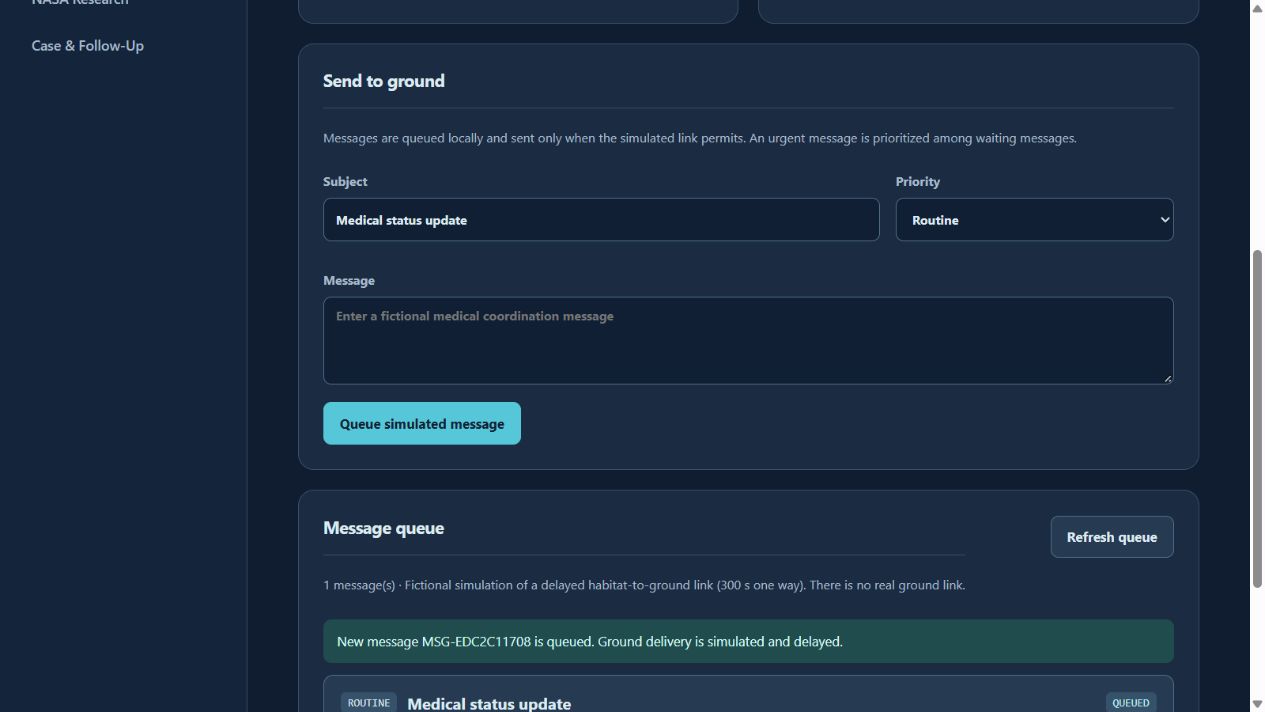 NASA Research
Case & Follow-Up
Send to ground
Messages are queued locally and sent only when the simulated link permits. An urgent message is prioritized among waiting messages.
Subject
Priority
Medical status update
Routine
Message
Enter a fictional medical coordination message
Queue simulated message
Message queue
Refresh queue
1 message(s) · Fictional simulation of a delayed habitat-to-ground link (300 s one way). There is no real ground link.
New message MSG-EDC2C11708 is queued. Ground delivery is simulated and delayed.
ROUTINE
Medical status update
QUEUED